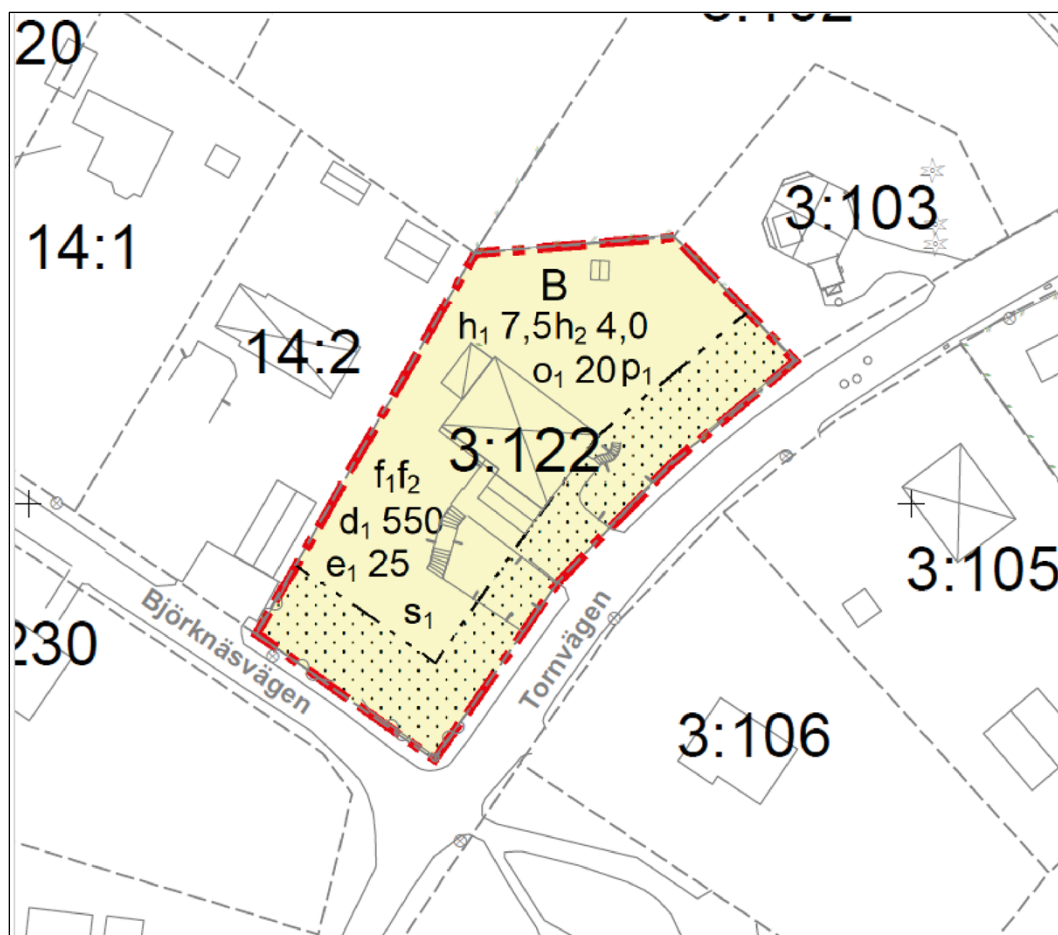 20
3:103
14:1
B
h₁ 7,5h₂ 4,0
14:2
o₁ 20p₁
3:122
f₁f₂
d₁ 550
e₁ 25
3:105
s₁
230
Björknäsvägen
Tornvägen
3:106